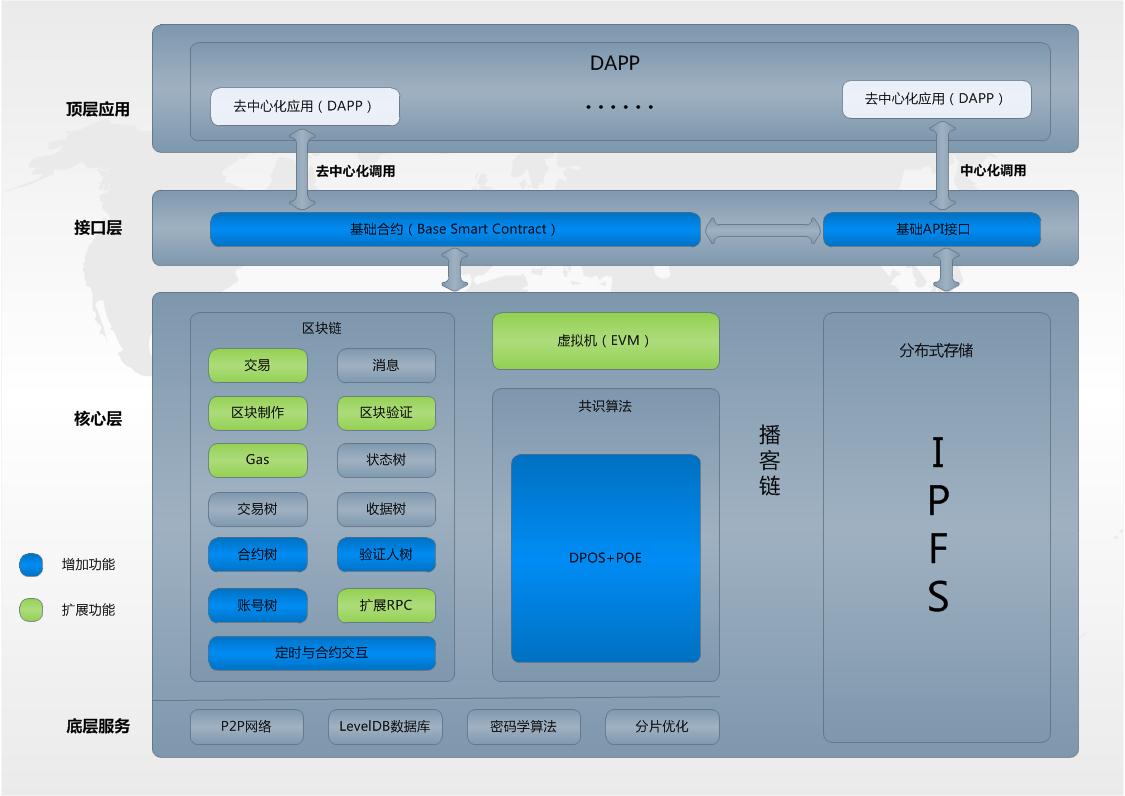 DAPP
顶层应用
去中心化应用（DAPP）
······
去中心化应用（DAPP）
去中心化调用
中心化调用
接口层
基础合约（Base Smart Contract）
基础API接口
核心层
区块链
交易
消息
区块制作
区块验证
Gas
状态树
交易树
收据树
合约树
验证人树
账号树
扩展RPC
定时与合约交互
虚拟机（EVM）
共识算法
DPOS+POE
播
客
链
分布式存储
I
P
F
S
增加功能
扩展功能
底层服务
P2P网络
LevelDB数据库
密码学算法
分片优化